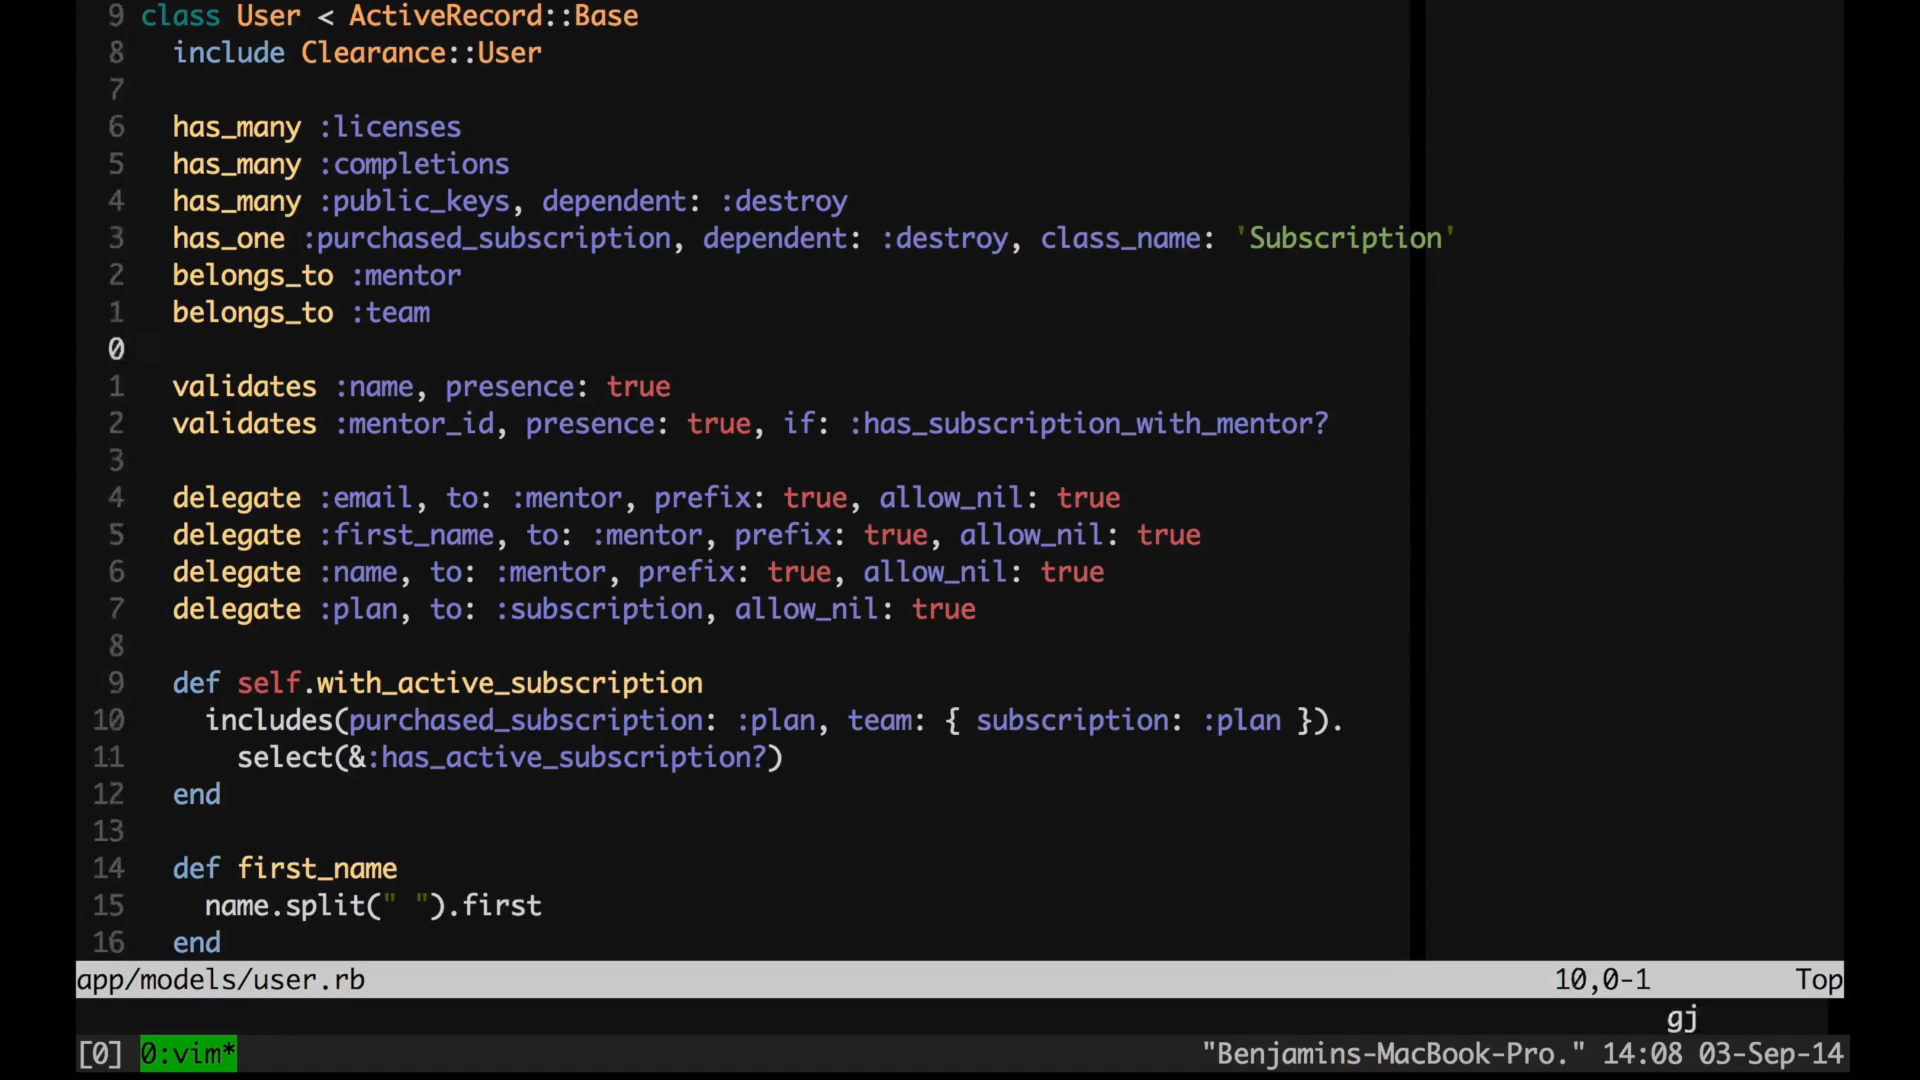 9 class User < ActiveRecord::Base
8   include Clearance::User
7
6   has_many :licenses
5   has_many :completions
4   has_many :public_keys, dependent: :destroy
3   has_one :purchased_subscription, dependent: :destroy, class_name: 'Subscription'
2   belongs_to :mentor
1   belongs_to :team
0
1   validates :name, presence: true
2   validates :mentor_id, presence: true, if: :has_subscription_with_mentor?
3
4   delegate :email, to: :mentor, prefix: true, allow_nil: true
5   delegate :first_name, to: :mentor, prefix: true, allow_nil: true
6   delegate :name, to: :mentor, prefix: true, allow_nil: true
7   delegate :plan, to: :subscription, allow_nil: true
8
9   def self.with_active_subscription
10     includes(purchased_subscription: :plan, team: { subscription: :plan }).
11       select(&:has_active_subscription?)
12   end
13
14   def first_name
15     name.split(" ").first
16   end
app/models/user.rb 10,0-1 Top
gj
[0] 0:vim* "Benjamins-MacBook-Pro." 14:08 03-Sep-14